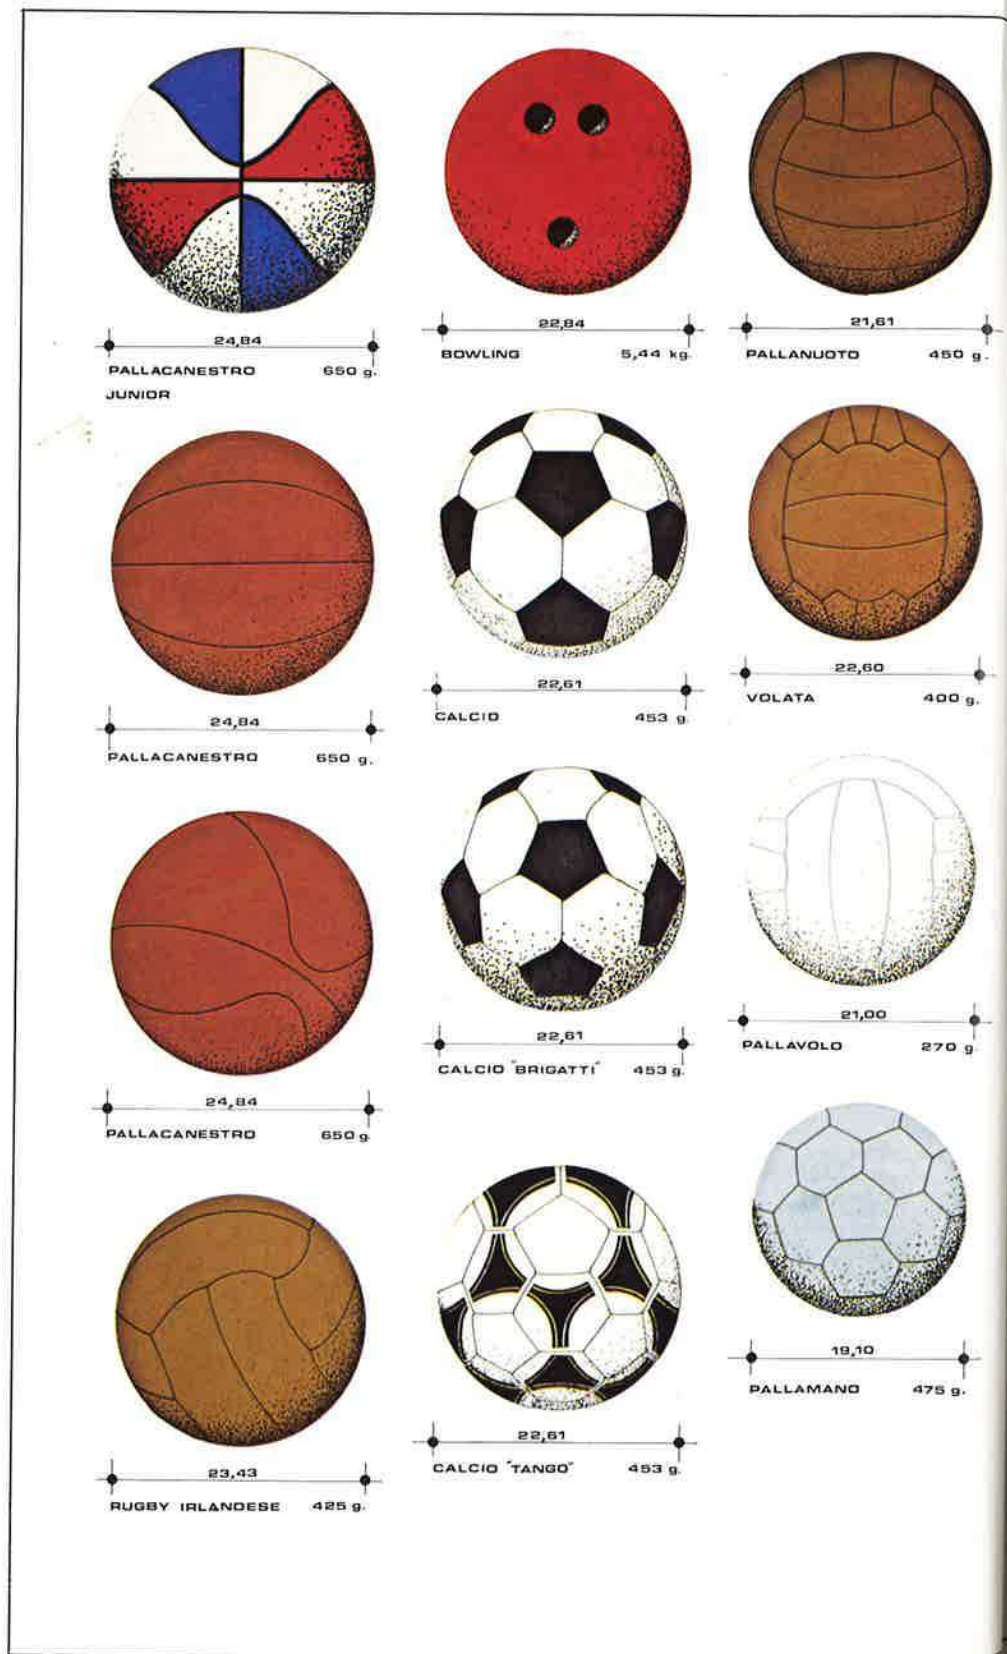 24,84
PALLACANESTRO 650 g.
JUNIOR
22,84
BOWLING 5,44 kg.
21,61
PALLANUOTO 450 g.
24,84
PALLACANESTRO 650 g.
22,61
CALCIO 453 g.
22,60
VOLATA 400 g.
24,84
PALLACANESTRO 650 g.
22,61
CALCIO "BRIGATTI" 453 g.
21,00
PALLAVOLO 270 g.
23,43
RUGBY IRLANDESE 425 g.
22,61
CALCIO "TANGO" 453 g.
19,10
PALLAMANO 475 g.